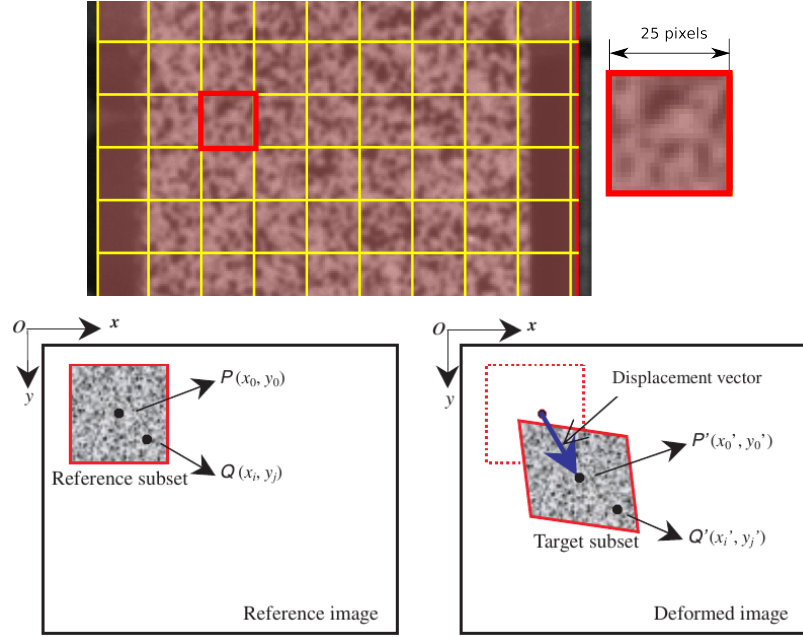 25 pixels
O x
y
P (x₀, y₀)
Q (xᵢ, yⱼ)
Reference subset
Reference image
O x
y
Displacement vector
P’(x₀’, y₀’)
Q’(xᵢ’, yⱼ’)
Target subset
Deformed image